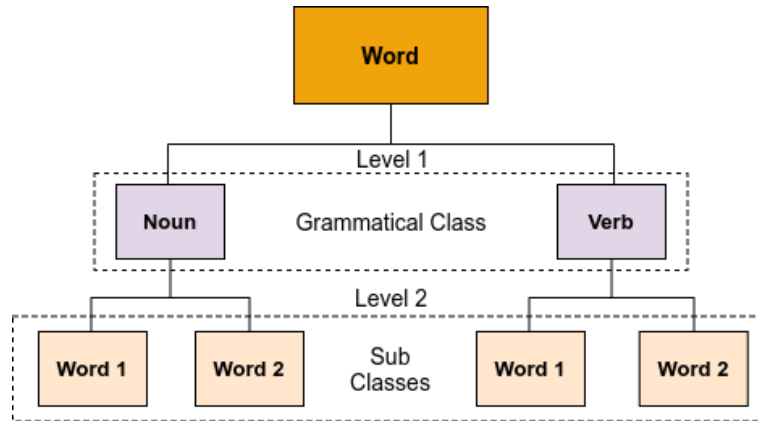 Word
Level 1
Noun
Grammatical Class
Verb
Level 2
Word 1
Word 2
Sub
Classes
Word 1
Word 2